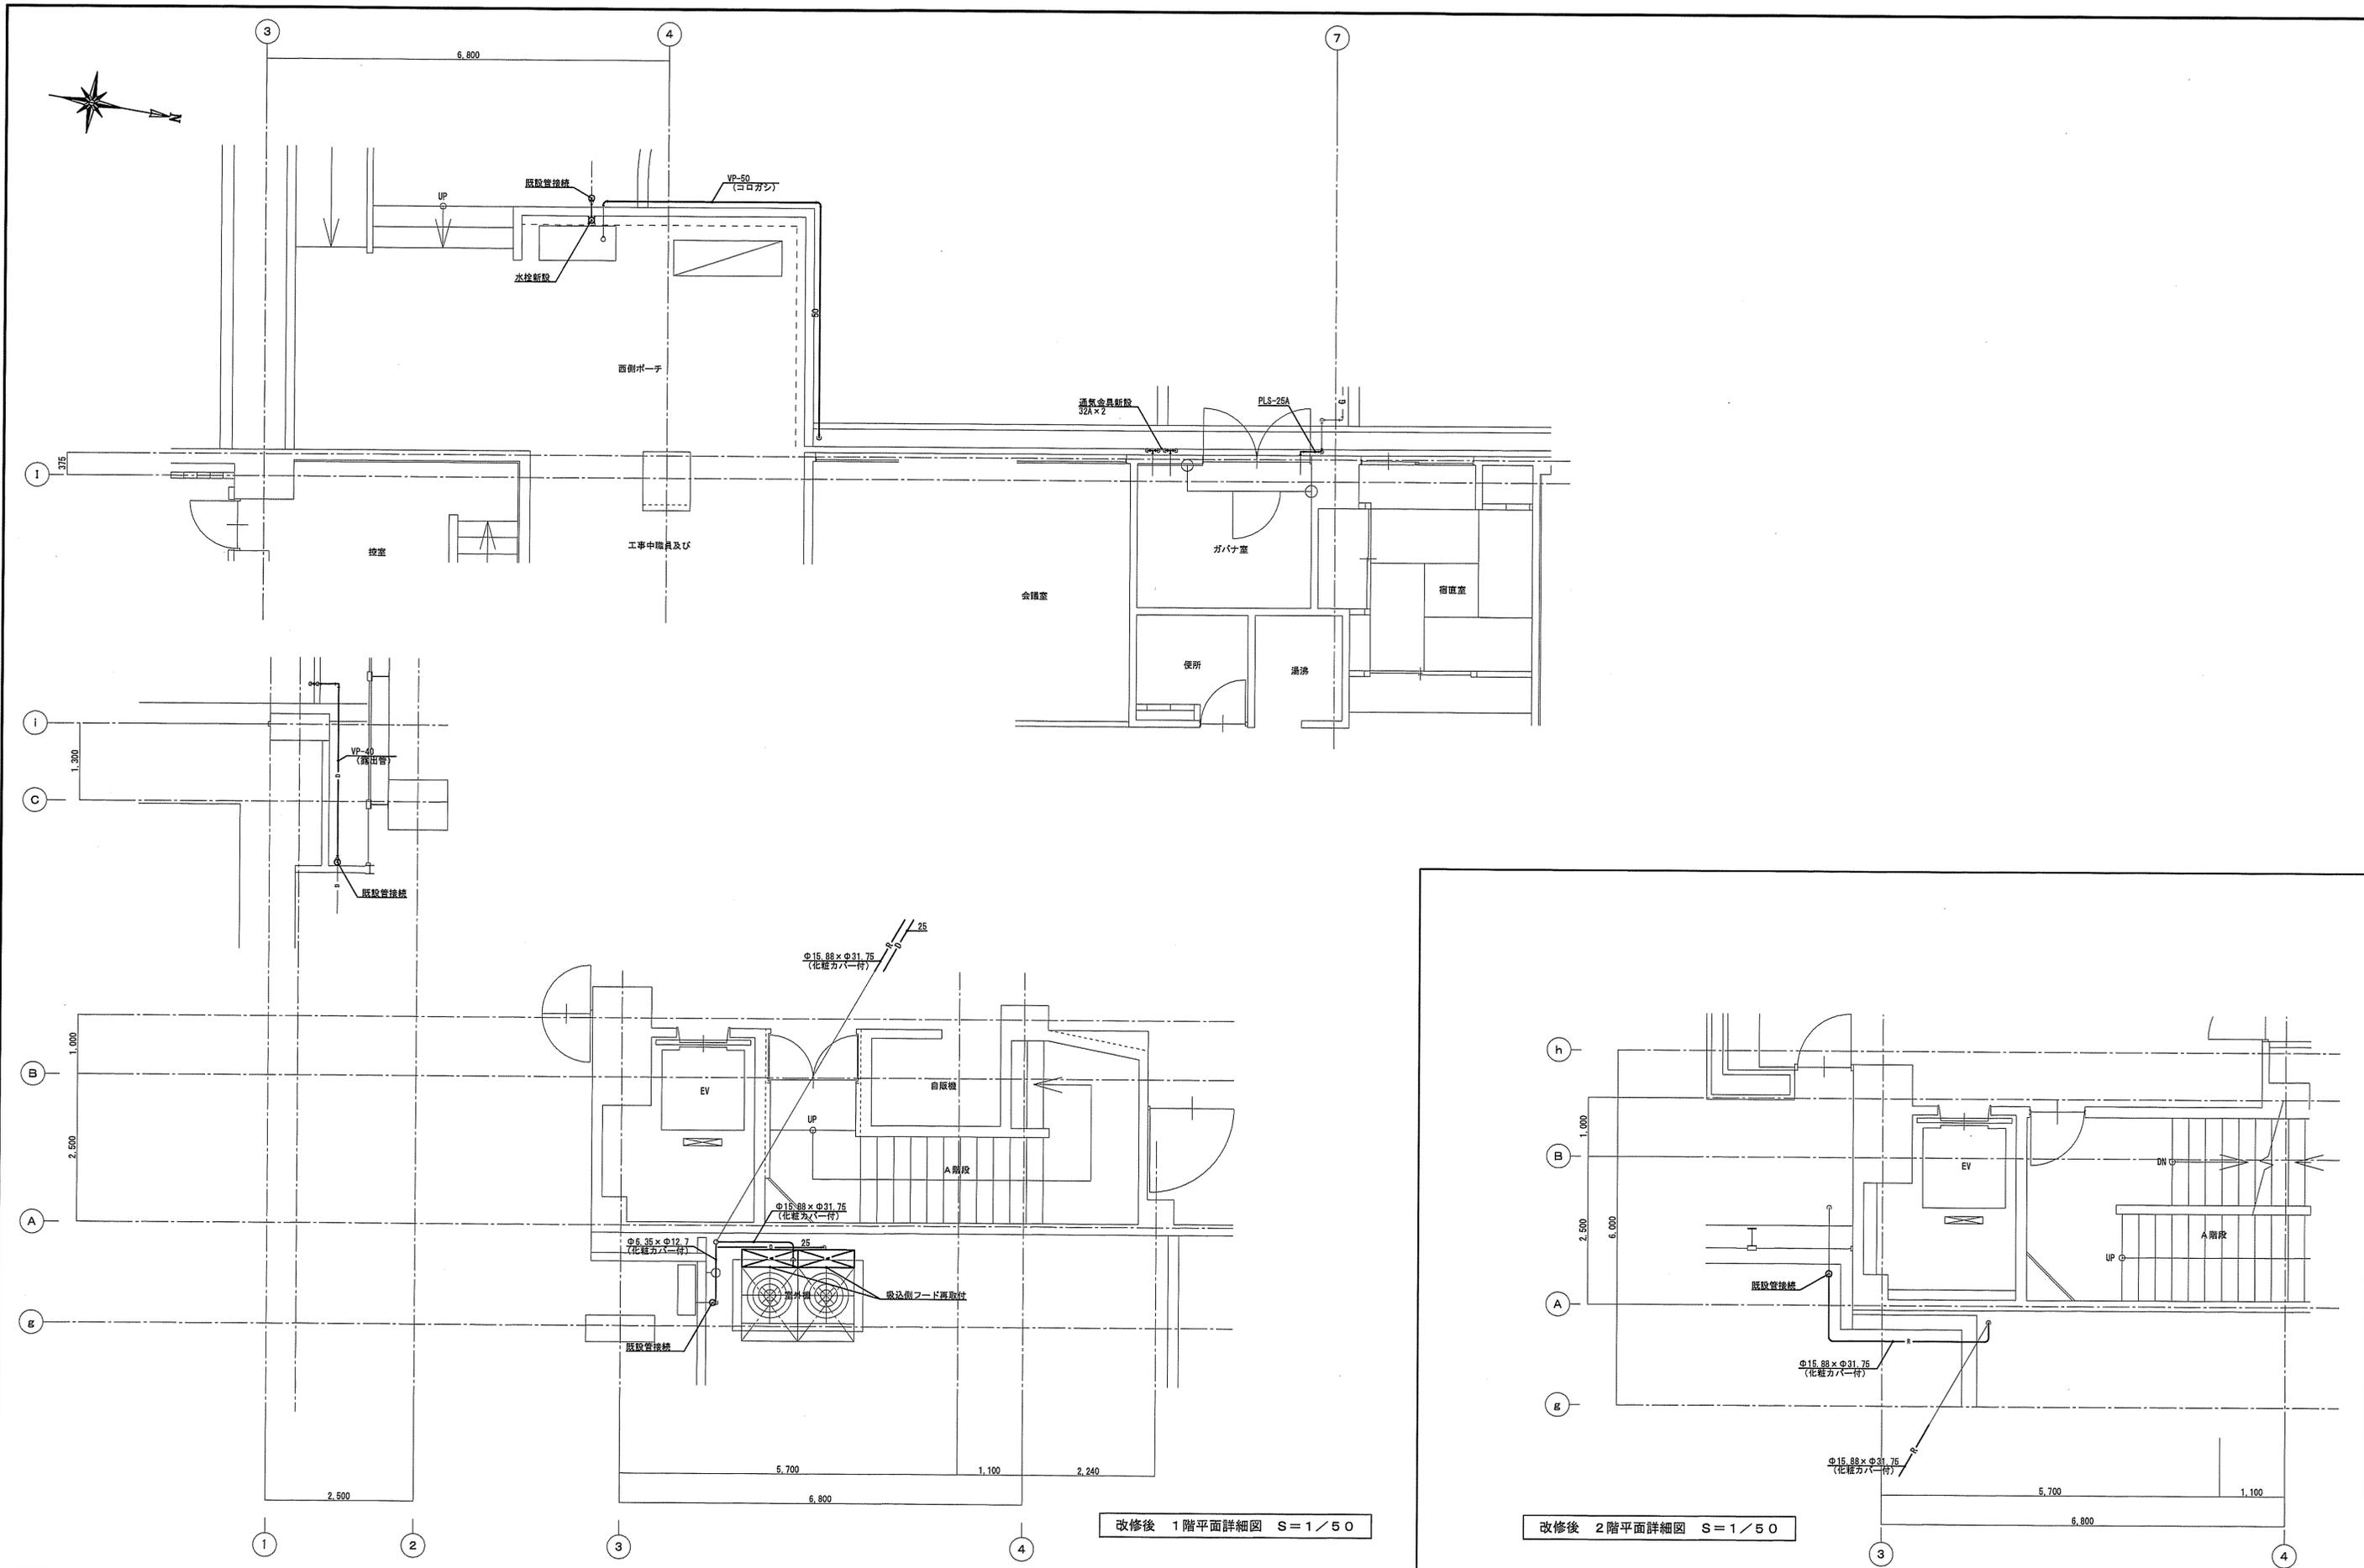 3
4
7
6,800
N
既設管接続
VP-50
(コロガシ)
UP
水栓新設
50
西側ポーチ
通気金具新設
32A×2
PLS-25A
G
375
I
控室
工事中職員及び
ガバナ室
会議室
宿直室
便所
湯沸
i
1,300
VP-40
(露出管)
D
C
D
既設管接続
25
R
D
Φ15.88×Φ31.75
(化粧カバー付)
1,000
B
EV
自販機
UP
2,500
A階段
A
Φ15.88×Φ31.75
(化粧カバー付)
Φ6.35×Φ12.7
(化粧カバー付)
D
25
室外機
吸込側フード再取付
g
既設管接続
5,700
1,100
2,240
2,500
6,800
改修後 1階平面詳細図 S=1/50
1
2
3
4
h
1,000
B
EV
DN
2,500
6,000
A階段
UP
既設管接続
A
R
Φ15.88×Φ31.75
(化粧カバー付)
g
R
Φ15.88×Φ31.75
(化粧カバー付)
5,700
1,100
6,800
改修後 2階平面詳細図 S=1/50
3
4